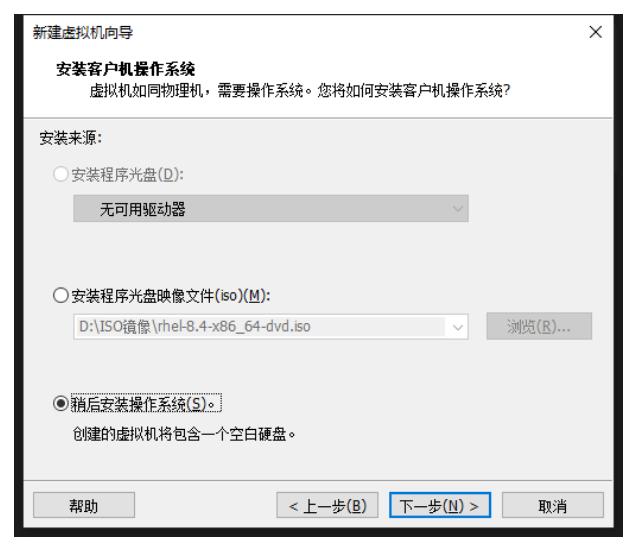 新建虚拟机向导
安装客户机操作系统
虚拟机如同物理机，需要操作系统。您将如何安装客户机操作系统?
安装来源:
安装程序光盘(D):
无可用驱动器
安装程序光盘映像文件(iso)(M):
D:\ISO镜像\rhel-8.4-x86_64-dvd.iso
浏览(R)...
稍后安装操作系统(S)。
创建的虚拟机将包含一个空白硬盘。
帮助
< 上一步(B)
下一步(N) >
取消